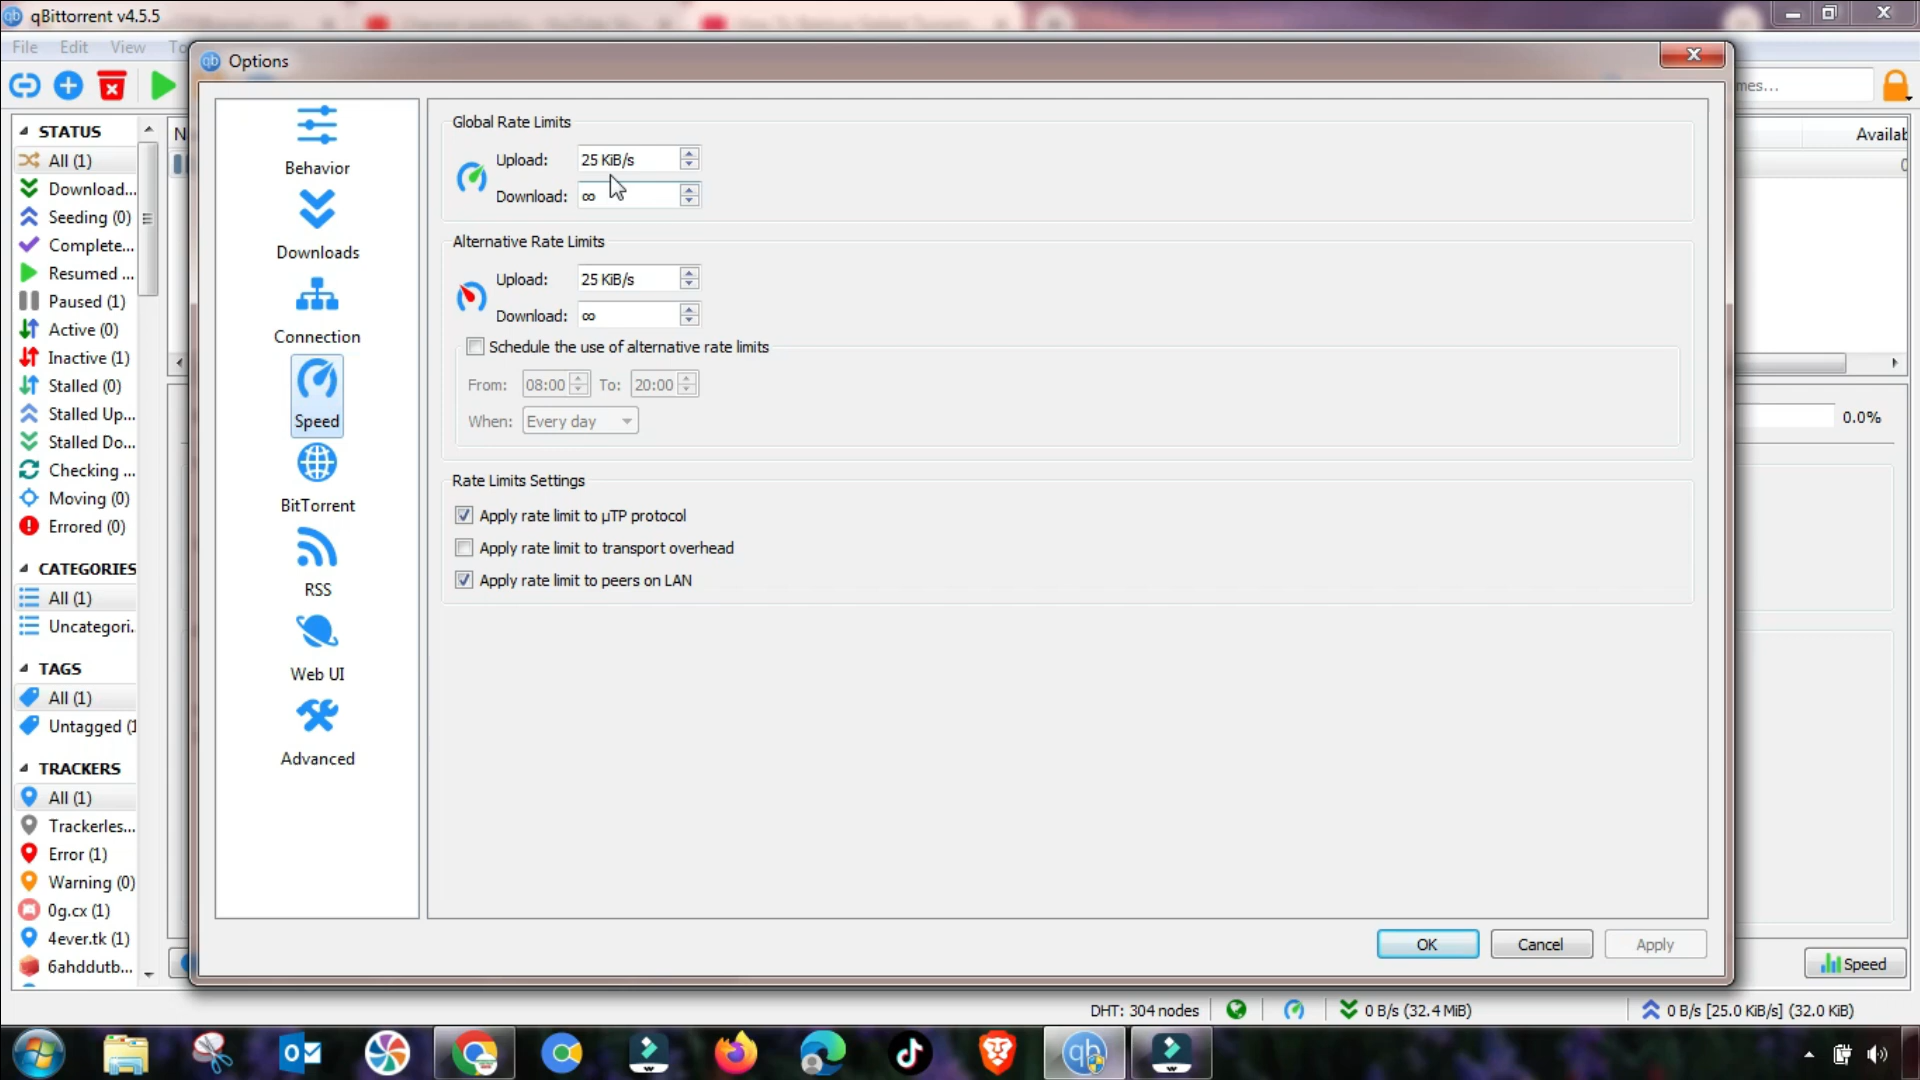 qBittorrent v4.5.5
File Edit View To
Options
mes...
STATUS
All (1)
Download...
Seeding (0)
Complete...
Resumed ...
Paused (1)
Active (0)
Inactive (1)
Stalled (0)
Stalled Up...
Stalled Do...
Checking ...
Moving (0)
Errored (0)
CATEGORIES
All (1)
Uncategori...
TAGS
All (1)
Untagged (1
TRACKERS
All (1)
Trackerles...
Error (1)
Warning (0)
0g.cx (1)
4ever.tk (1)
6ahddutb...
N
Behavior
Downloads
Connection
Speed
BitTorrent
RSS
Web UI
Advanced
Global Rate Limits
Upload: 25 KiB/s
Download: ∞
Alternative Rate Limits
Upload: 25 KiB/s
Download: ∞
Schedule the use of alternative rate limits
From: 08:00 To: 20:00
When: Every day
Rate Limits Settings
Apply rate limit to µTP protocol
Apply rate limit to transport overhead
Apply rate limit to peers on LAN
OK Cancel Apply
Availab
0.0%
Speed
DHT: 304 nodes 0 B/s (32.4 MiB) 0 B/s [25.0 KiB/s] (32.0 KiB)